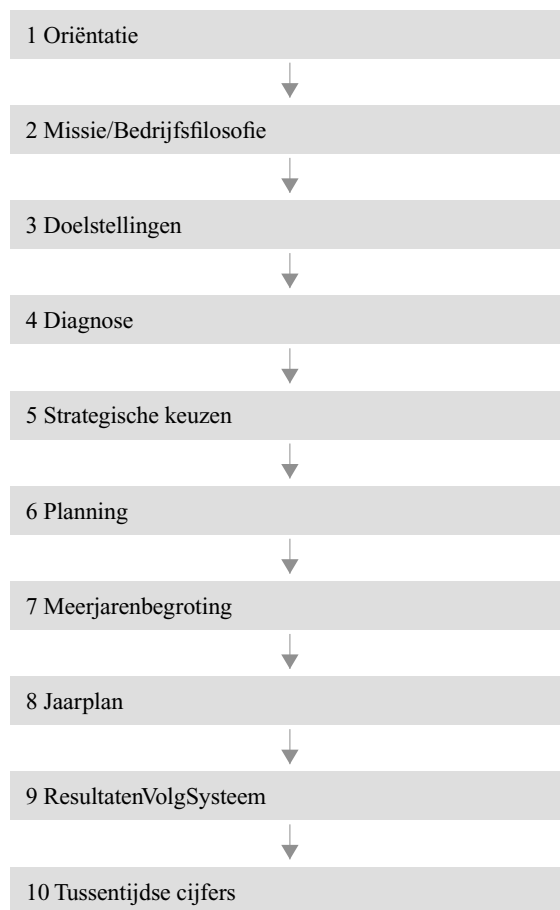 1 Oriëntatie
2 Missie/Bedrijfsfilosofie
3 Doelstellingen
4 Diagnose
5 Strategische keuzen
6 Planning
7 Meerjarenbegroting
8 Jaarplan
9 ResultatenVolgSysteem
10 Tussentijdse cijfers